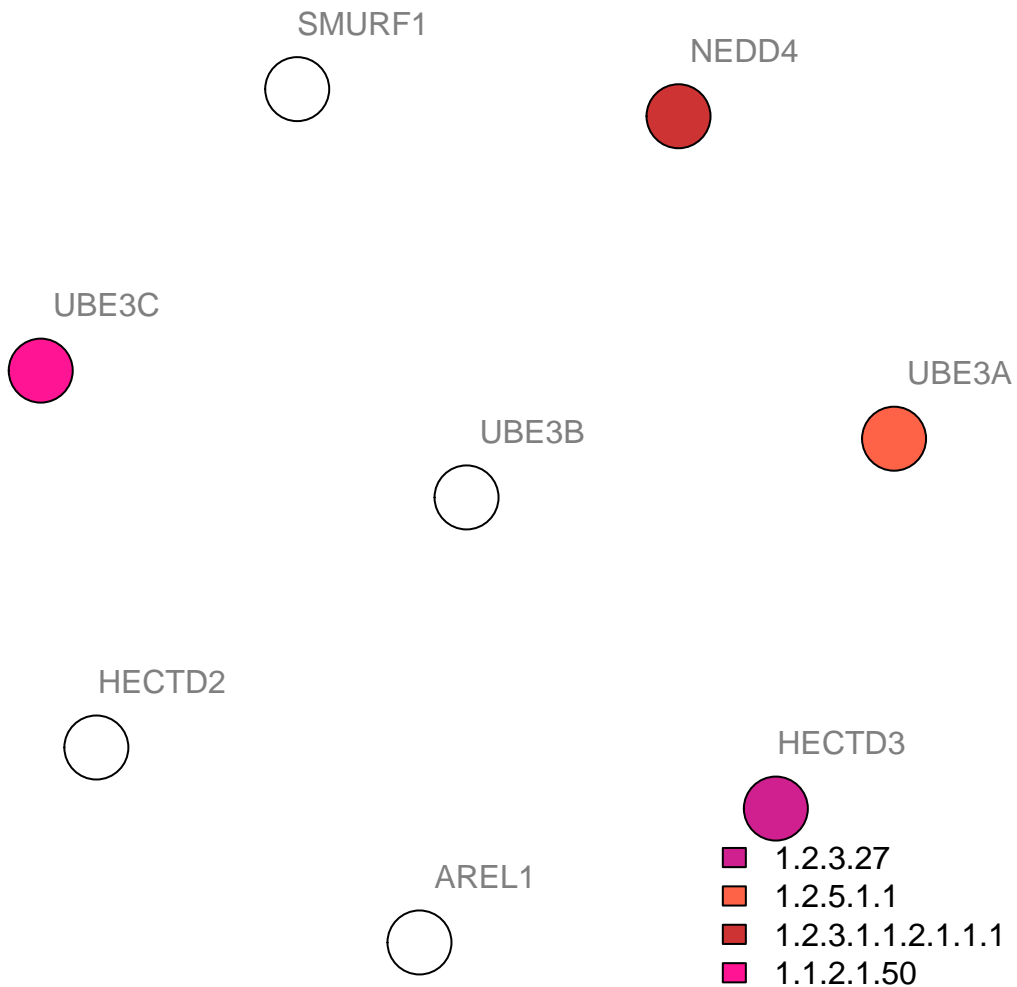 SMURF1
NEDD4
UBE3C
UBE3A
UBE3B
HECTD2
HECTD3
AREL1
1.2.3.27
1.2.5.1.1
1.2.3.1.1.2.1.1.1
1.1.2.1.50